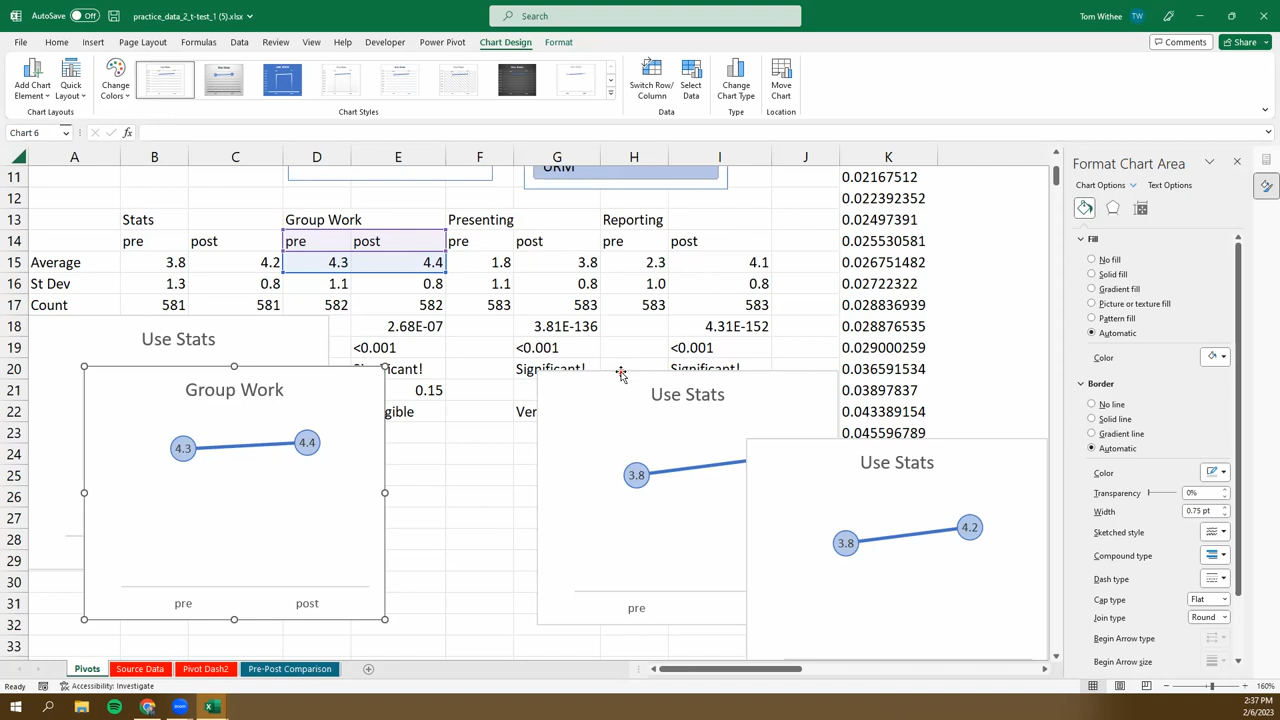 AutoSave Off practice_data_2_t-test_1 (5).xlsx Search Tom Withee TW
File Home Insert Page Layout Formulas Data Review View Help Developer Power Pivot Chart Design Format Comments Share
Add Chart Element Quick Layout Change Colors Switch Row/Column Select Data Change Chart Type Move Chart
Chart Layouts Chart Styles Data Type Location
Chart 6 fx
A B C D E F G H I J K
11 URM 0.02167512
12 0.022392352
13 Stats Group Work Presenting Reporting 0.02497391
14 pre post pre post pre post pre post 0.025530581
15 Average 3.8 4.2 4.3 4.4 1.8 3.8 2.3 4.1 0.026751482
16 St Dev 1.3 0.8 1.1 0.8 1.1 0.8 1.0 0.8 0.02722322
17 Count 581 581 582 582 583 583 583 583 0.028836939
18 2.68E-07 3.81E-136 4.31E-152 0.028876535
19 <0.001 <0.001 <0.001 0.029000259
20 Significant! Significant! 0.036591534
21 0.15 0.03897837
22 0.043389154
23 0.045596789
24
25
26
27
28
29
30
31
32
33
Use Stats
Group Work
4.3 4.4
pre post
Use Stats
3.8
pre
Use Stats
3.8 4.2
Format Chart Area
Chart Options Text Options
Fill
No fill
Solid fill
Gradient fill
Picture or texture fill
Pattern fill
Automatic
Color
Border
No line
Solid line
Gradient line
Automatic
Color
Transparency 0%
Width 0.75 pt
Sketched style
Compound type
Dash type
Cap type Flat
Join type Round
Begin Arrow type
Begin Arrow size
Pivots Source Data Pivot Dash2 Pre-Post Comparison
Ready Accessibility: Investigate 160%
2:37 PM
2/6/2023